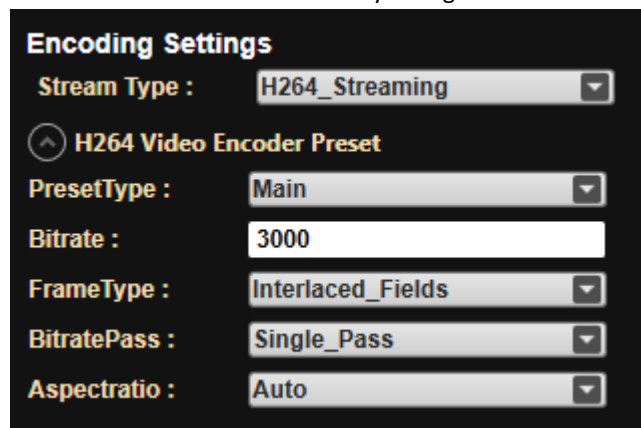 Encoding Settings
Stream Type : H264_Streaming
H264 Video Encoder Preset
PresetType : Main
Bitrate : 3000
FrameType : Interlaced_Fields
BitratePass : Single_Pass
Aspectratio : Auto